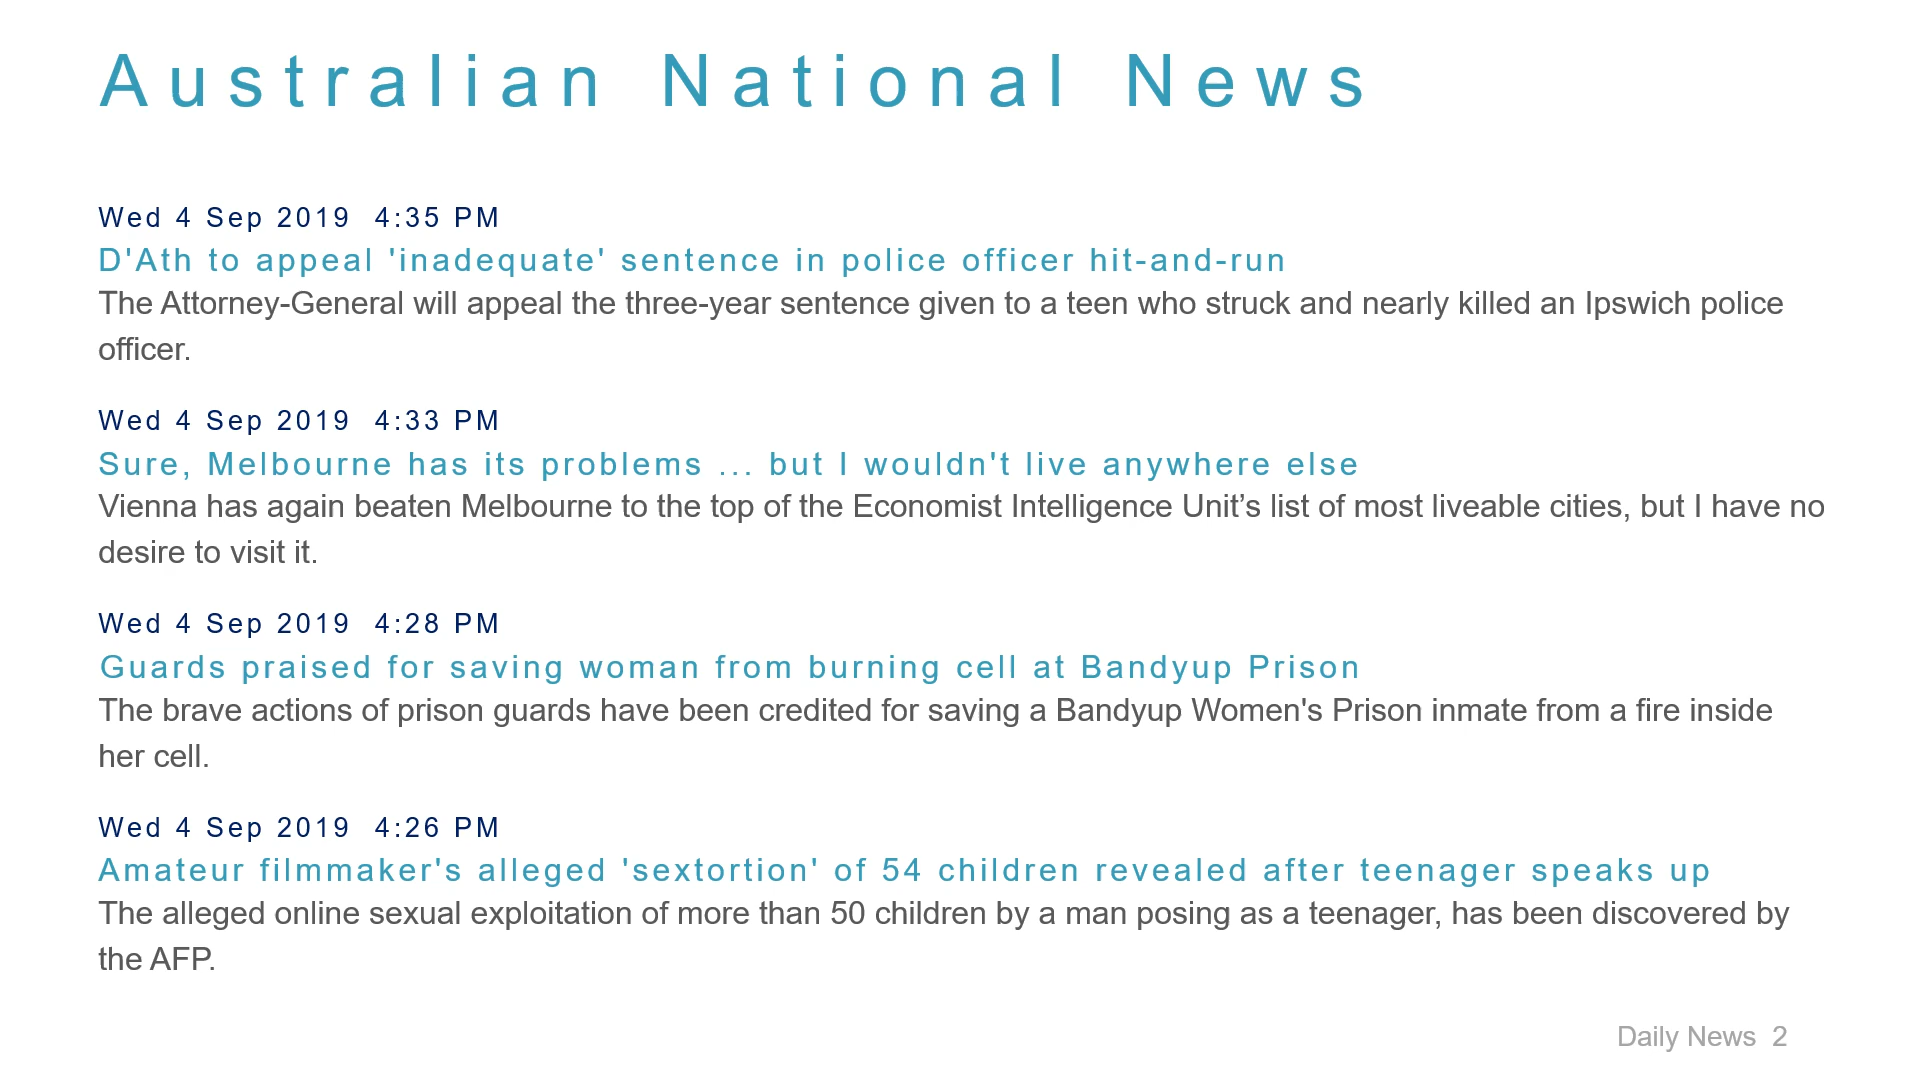 Australian National News
Wed 4 Sep 2019  4:35 PM
D'Ath to appeal 'inadequate' sentence in police officer hit-and-run
The Attorney-General will appeal the three-year sentence given to a teen who struck and nearly killed an Ipswich police
officer.
Wed 4 Sep 2019  4:33 PM
Sure, Melbourne has its problems ... but I wouldn't live anywhere else
Vienna has again beaten Melbourne to the top of the Economist Intelligence Unit’s list of most liveable cities, but I have no
desire to visit it.
Wed 4 Sep 2019  4:28 PM
Guards praised for saving woman from burning cell at Bandyup Prison
The brave actions of prison guards have been credited for saving a Bandyup Women's Prison inmate from a fire inside
her cell.
Wed 4 Sep 2019  4:26 PM
Amateur filmmaker's alleged 'sextortion' of 54 children revealed after teenager speaks up
The alleged online sexual exploitation of more than 50 children by a man posing as a teenager, has been discovered by
the AFP.
Daily News  2